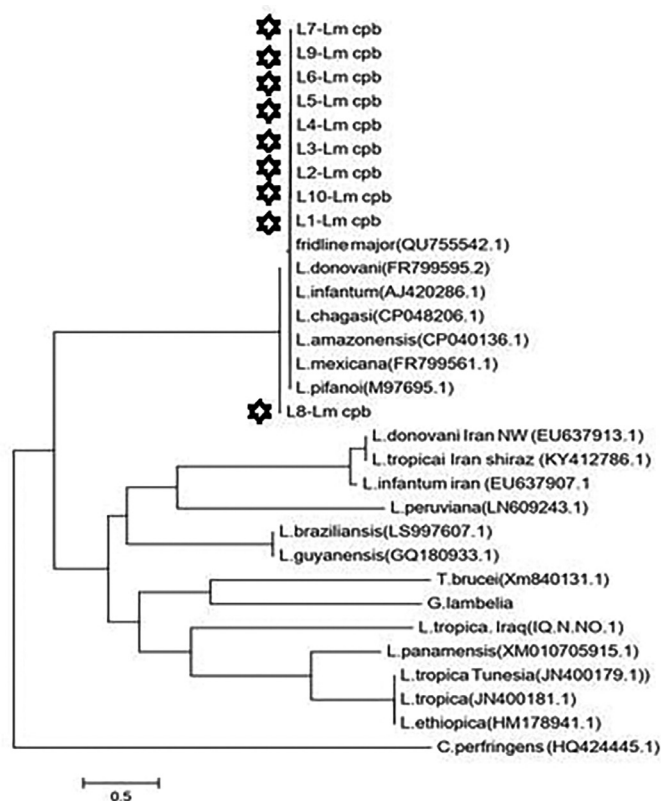 L7-Lm cpb
L9-Lm cpb
L6-Lm cpb
L5-Lm cpb
L4-Lm cpb
L3-Lm cpb
L2-Lm cpb
L10-Lm cpb
L1-Lm cpb
fridline major(QU755542.1)
L.donovani(FR799595.2)
L.infantum(AJ420286.1)
L.chagasi(CP048206.1)
L.amazonensis(CP040136.1)
L.mexicana(FR799561.1)
L.pifanoi(M97695.1)
L8-Lm cpb
L.donovani Iran NW (EU637913.1)
L.tropicai Iran shiraz (KY412786.1)
L.infantum iran (EU637907.1
L.peruviana(LN609243.1)
L.braziliansis(LS997607.1)
L.guyanensis(GQ180933.1)
T.brucei(Xm840131.1)
G.lambelia
L.tropica. Iraq(IQ.N.NO.1)
L.panamensis(XM010705915.1)
L.tropica Tunesia(JN400179.1))
L.tropica(JN400181.1)
L.ethiopica(HM178941.1)
C.perfringens (HQ424445.1)
0.5